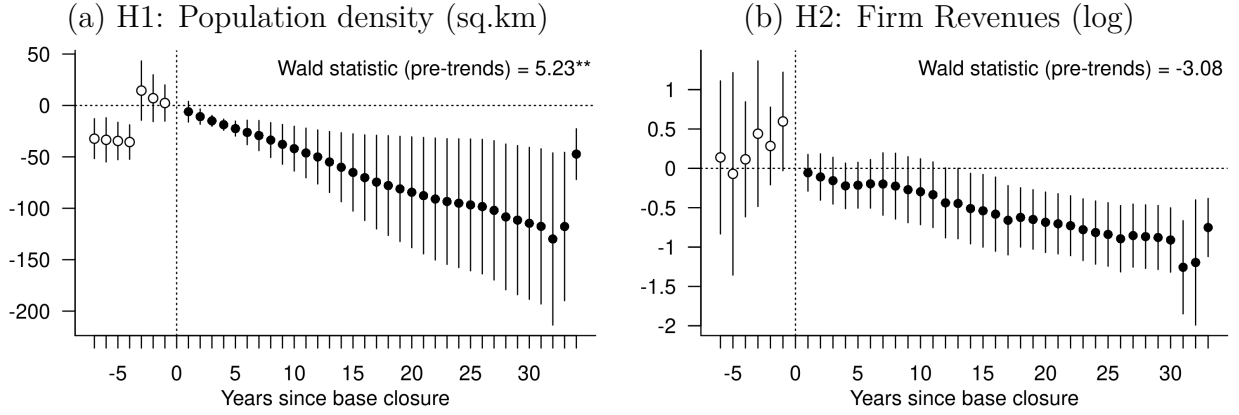 (a) H1: Population density (sq.km)
Wald statistic (pre-trends) = 5.23**
50
0
-50
-100
-150
-200
-5 0 5 10 15 20 25 30
Years since base closure
(b) H2: Firm Revenues (log)
Wald statistic (pre-trends) = -3.08
1
0.5
0
-0.5
-1
-1.5
-2
-5 0 5 10 15 20 25 30
Years since base closure